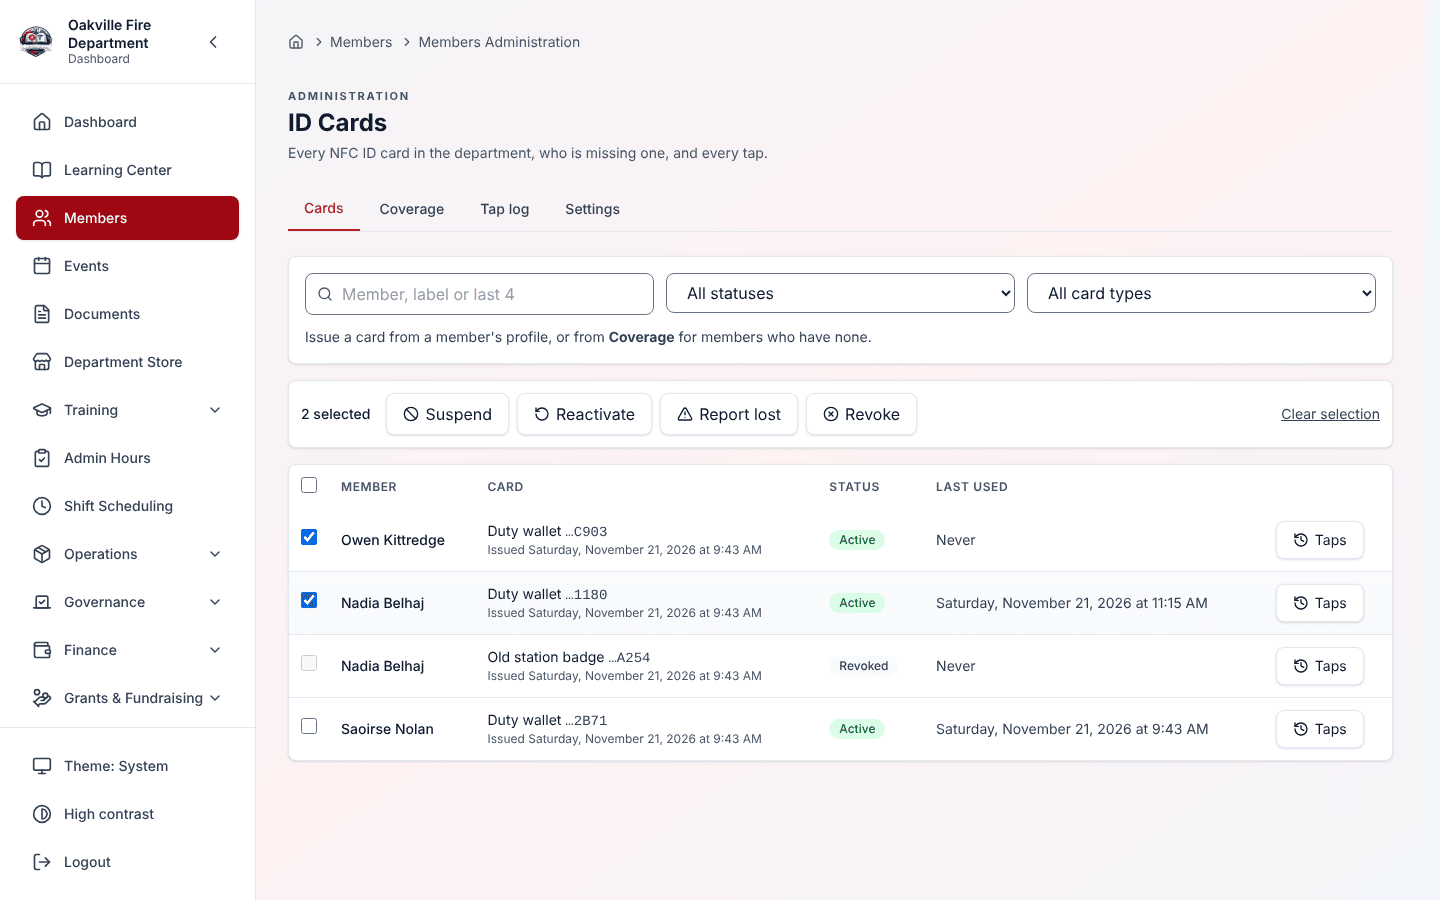 Oakville Fire
Department
Dashboard
Dashboard
Learning Center
Members
Events
Documents
Department Store
Training
Admin Hours
Shift Scheduling
Operations
Governance
Finance
Grants & Fundraising
Theme: System
High contrast
Logout
Members Members Administration
ADMINISTRATION
ID Cards
Every NFC ID card in the department, who is missing one, and every tap.
Cards Coverage Tap log Settings
Member, label or last 4 All statuses All card types
Issue a card from a member's profile, or from Coverage for members who have none.
2 selected Suspend Reactivate Report lost Revoke Clear selection
MEMBER CARD STATUS LAST USED
Owen Kittredge Duty wallet …C903 Active Never Taps
Issued Saturday, November 21, 2026 at 9:43 AM
Nadia Belhaj Duty wallet …1180 Active Saturday, November 21, 2026 at 11:15 AM Taps
Issued Saturday, November 21, 2026 at 9:43 AM
Nadia Belhaj Old station badge …A254 Revoked Never Taps
Issued Saturday, November 21, 2026 at 9:43 AM
Saoirse Nolan Duty wallet …2B71 Active Saturday, November 21, 2026 at 9:43 AM Taps
Issued Saturday, November 21, 2026 at 9:43 AM